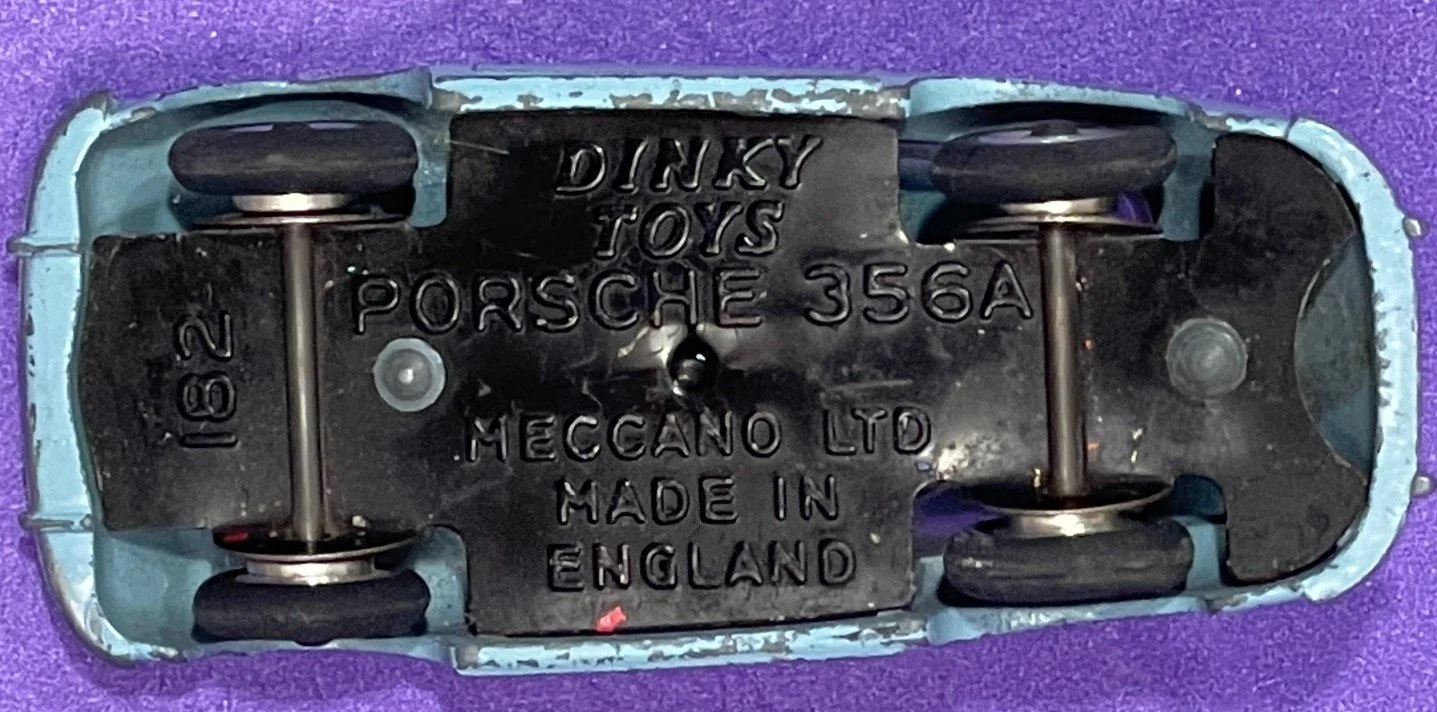 DINKY
TOYS
PORSCHE 356A
182
MECCANO LTD
MADE IN
ENGLAND